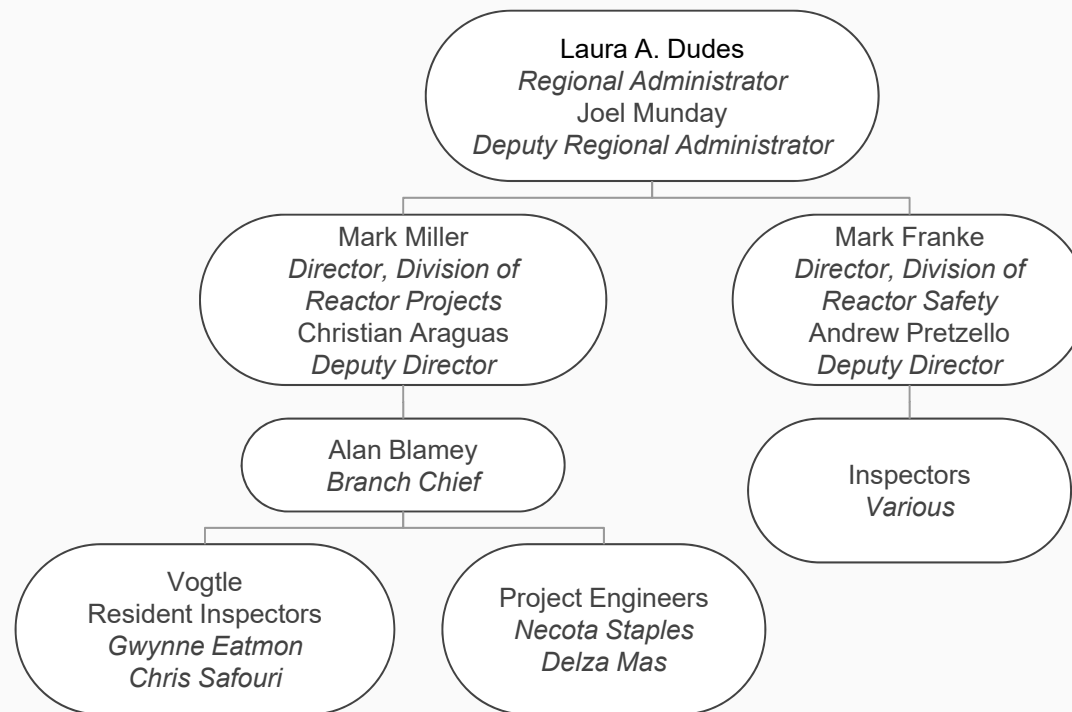 Laura A. Dudes
Regional Administrator
Joel Munday
Deputy Regional Administrator
Mark Miller
Director, Division of
Reactor Projects
Christian Araguas
Deputy Director
Mark Franke
Director, Division of
Reactor Safety
Andrew Pretzello
Deputy Director
Alan Blamey
Branch Chief
Inspectors
Various
Vogtle
Resident Inspectors
Gwynne Eatmon
Chris Safouri
Project Engineers
Necota Staples
Delza Mas